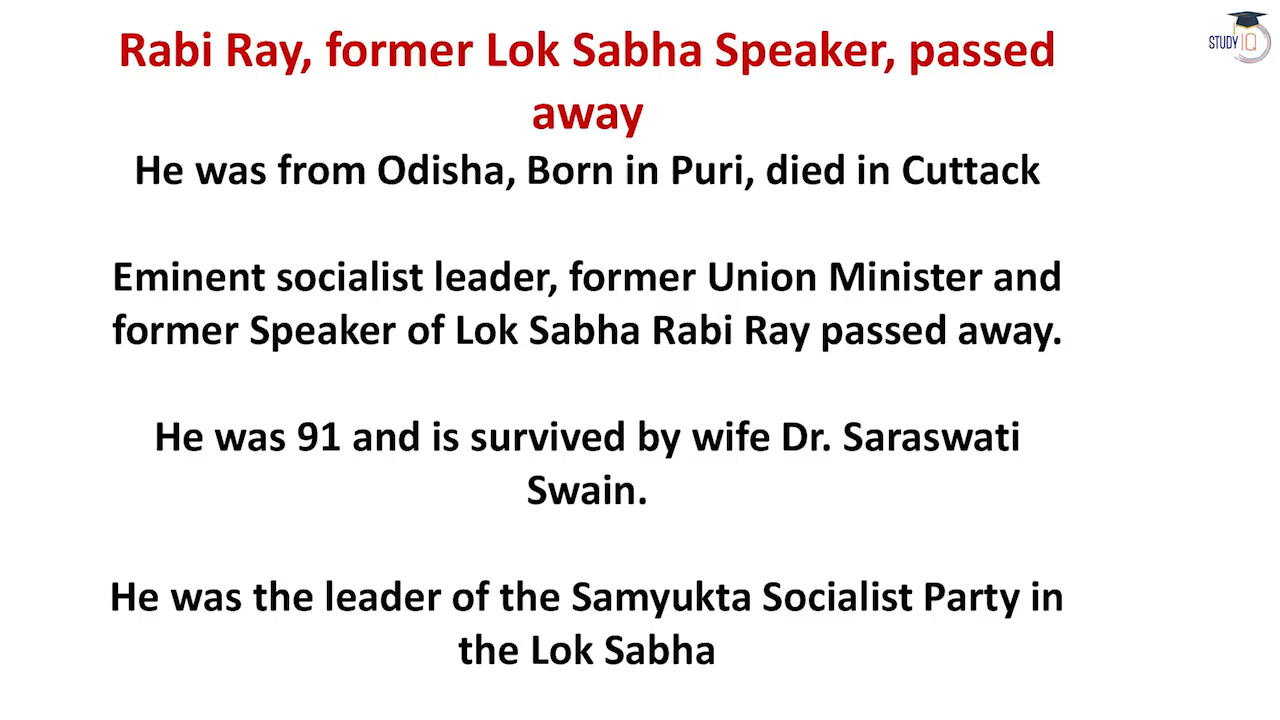 Rabi Ray, former Lok Sabha Speaker, passed
away
STUDY IQ
He was from Odisha, Born in Puri, died in Cuttack
Eminent socialist leader, former Union Minister and
former Speaker of Lok Sabha Rabi Ray passed away.
He was 91 and is survived by wife Dr. Saraswati
Swain.
He was the leader of the Samyukta Socialist Party in
the Lok Sabha